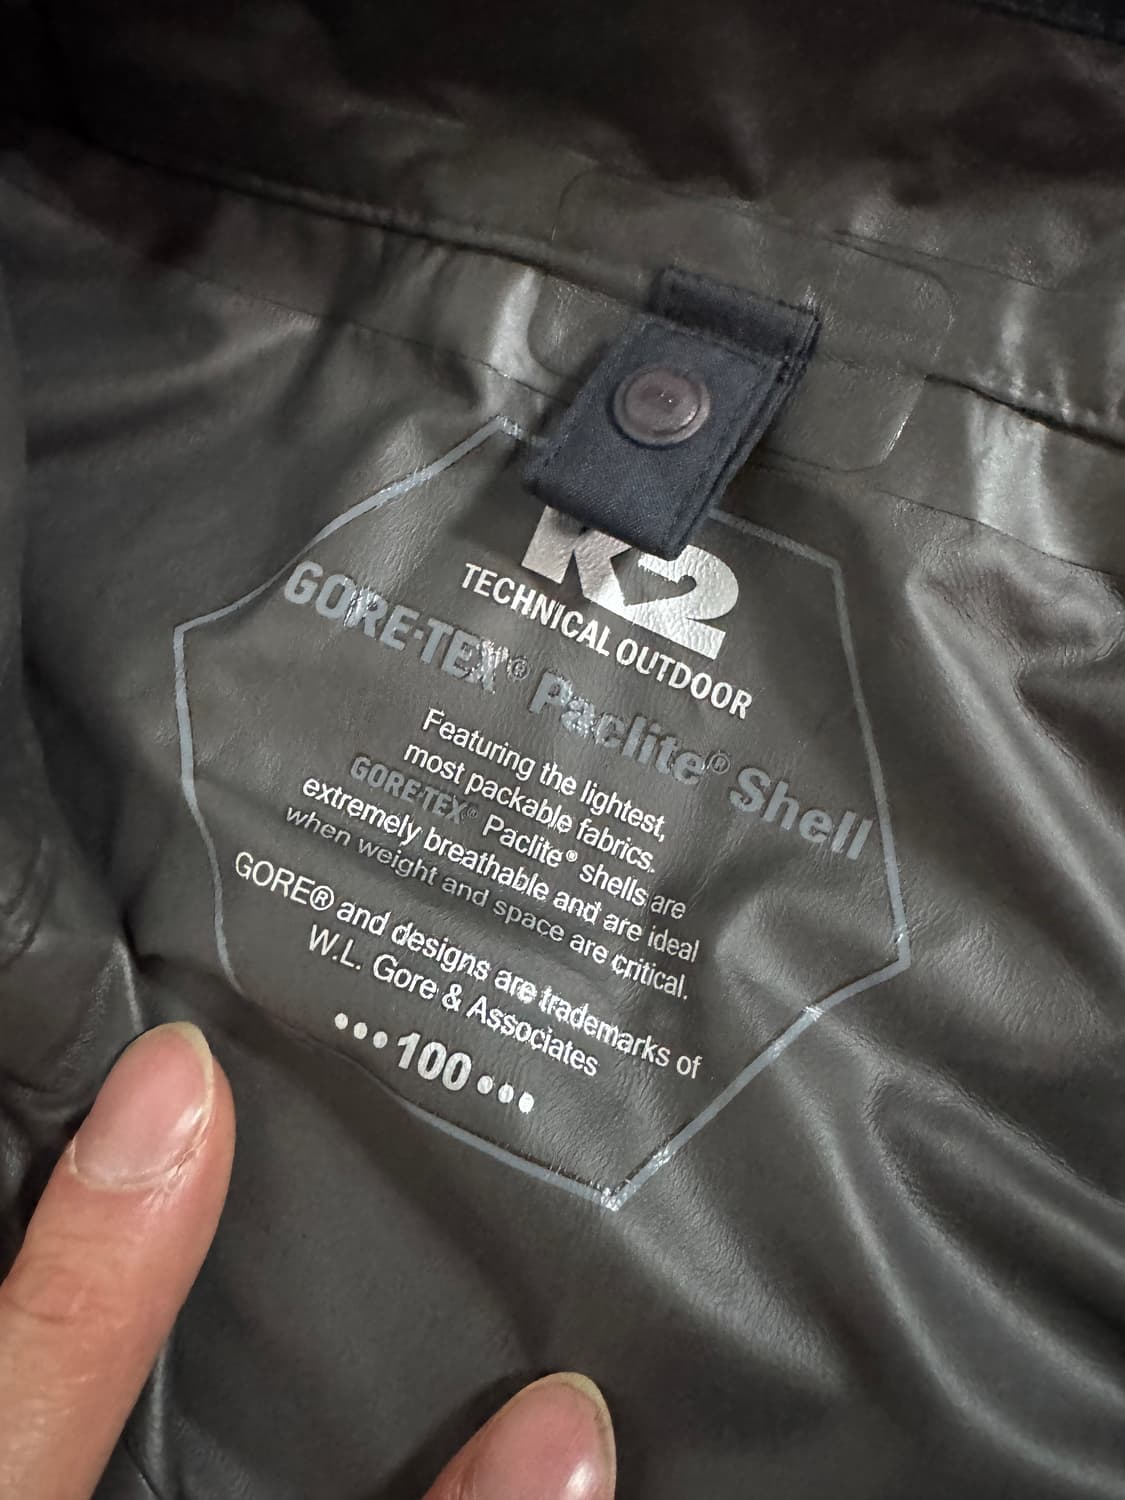 K2
TECHNICAL OUTDOOR
GORE-TEX® Paclite® Shell
Featuring the lightest,
most packable fabrics.
GORE-TEX® Paclite® shells are
extremely breathable and are ideal
when weight and space are critical.
GORE® and designs are trademarks of
W.L. Gore & Associates
•••100•••